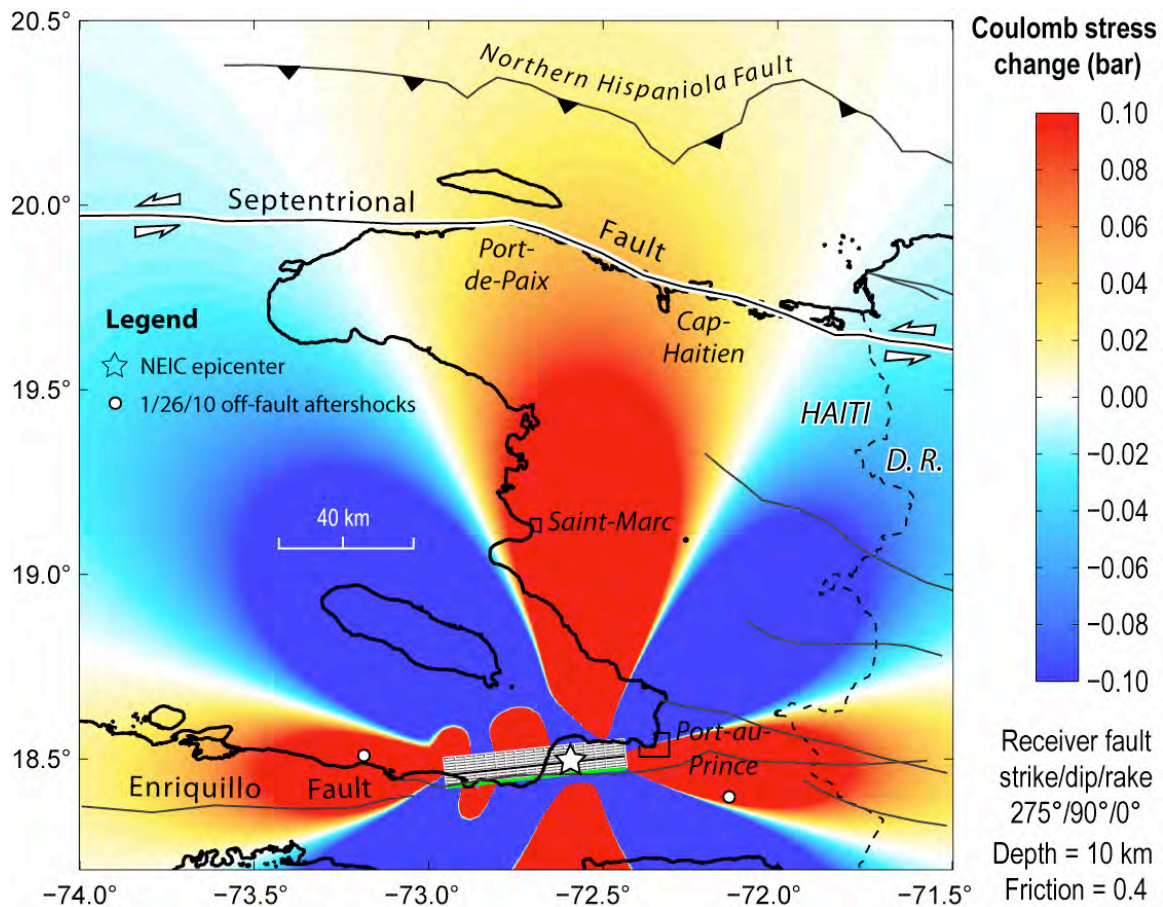 20.5°
20.0°
19.5°
19.0°
18.5°
−74.0°
−73.5°
−73.0°
−72.5°
−72.0°
−71.5°
Northern Hispaniola Fault
Septentrional
Fault
Port-
de-Paix
Cap-
Haitien
Legend
NEIC epicenter
1/26/10 off-fault aftershocks
HAITI
D. R.
40 km
Saint-Marc
Port-au-
Prince
Enriquillo
Fault
Coulomb stress
change (bar)
0.10
0.08
0.06
0.04
0.02
0.00
−0.02
−0.04
−0.06
−0.08
−0.10
Receiver fault
strike/dip/rake
275°/90°/0°
Depth = 10 km
Friction = 0.4